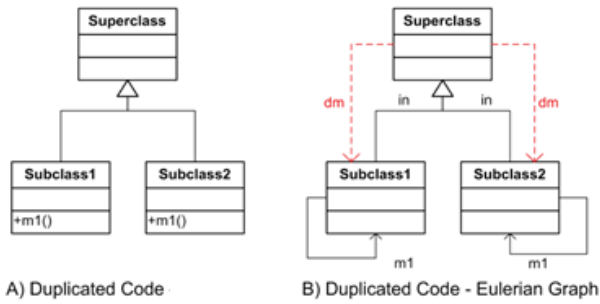 Superclass
Subclass1
Subclass2
+m1()
+m1()
A) Duplicated Code
Superclass
dm
in
in
dm
Subclass1
Subclass2
m1
m1
B) Duplicated Code - Eulerian Graph